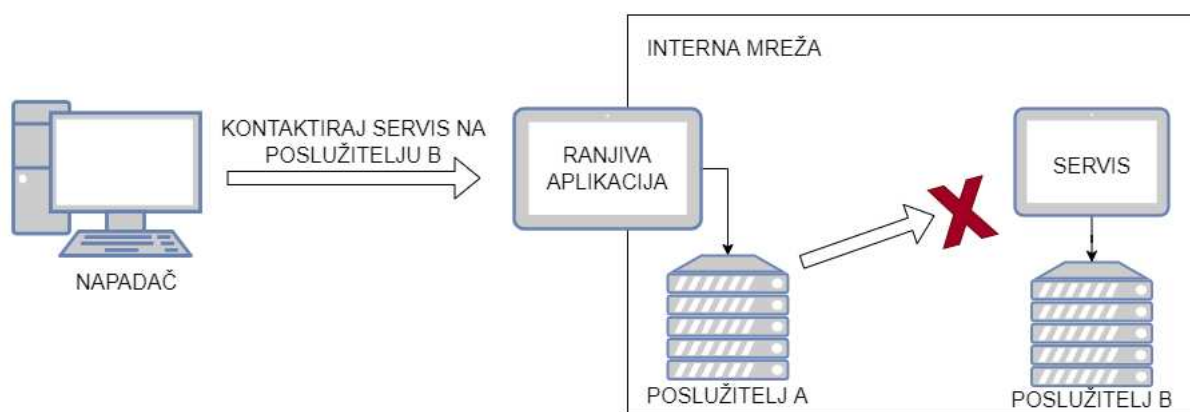 INTERNA MREŽA
KONTAKTIRAJ SERVIS NA
POSLUŽITELJU B
RANJIVA
APLIKACIJA
SERVIS
NAPADAČ
POSLUŽITELJ A
POSLUŽITELJ B